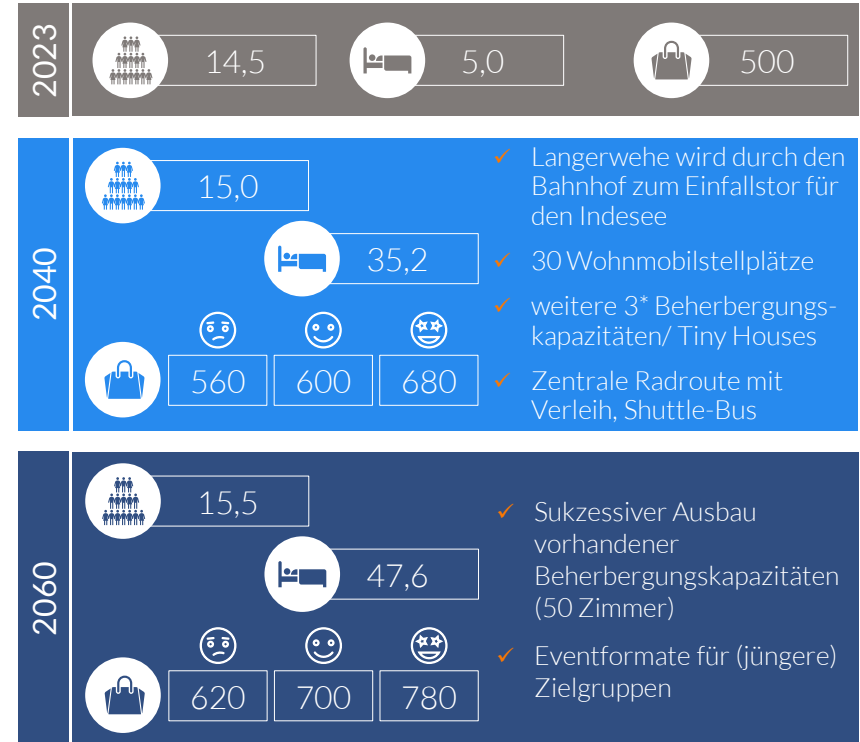 2023
14,5
5,0
500
2040
15,0
35,2
560
600
680
Langerwehe wird durch den
Bahnhof zum Einfallstor für
den Indesee
30 Wohnmobilstellplätze
weitere 3* Beherbergungs-
kapazitäten/ Tiny Houses
Zentrale Radroute mit
Verleih, Shuttle-Bus
2060
15,5
47,6
620
700
780
Sukzessiver Ausbau
vorhandener
Beherbergungskapazitäten
(50 Zimmer)
Eventformate für (jüngere)
Zielgruppen